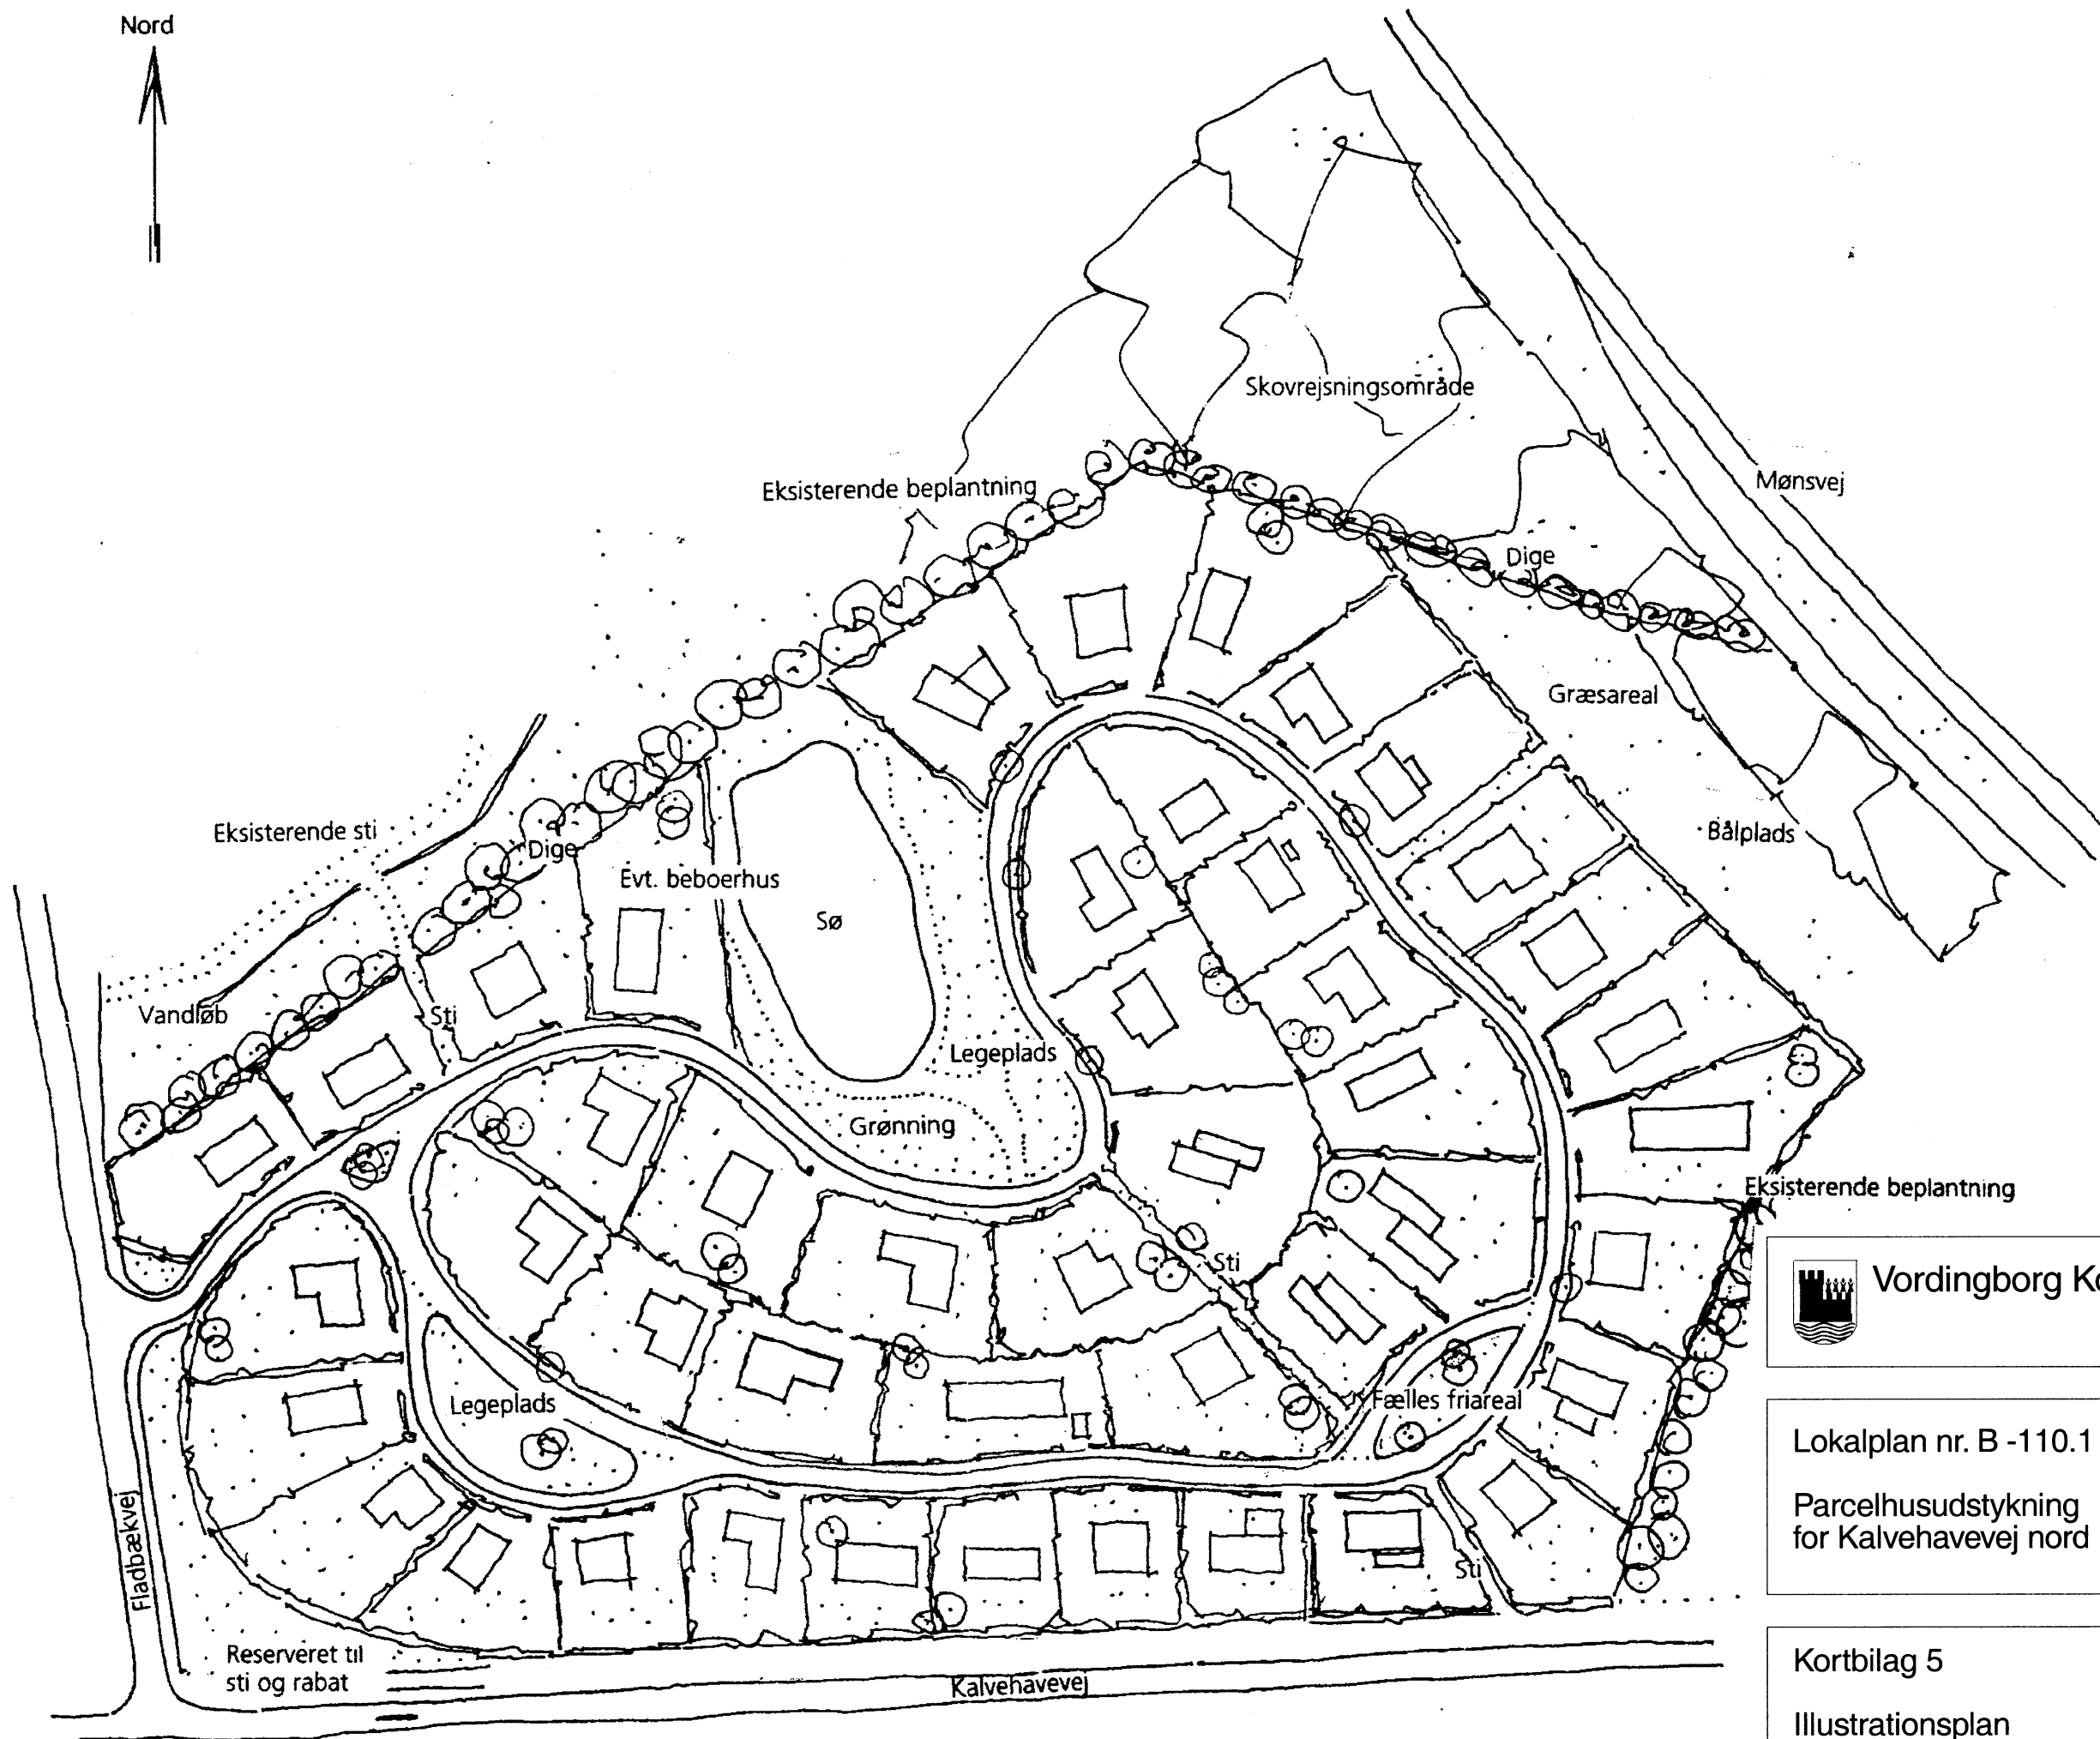 Nord
Skovrejsningsområde
Mønsvej
Eksisterende beplantning
Dige
Græsareal
Bålplads
Eksisterende sti
Dige
Evt. beboerhus
Sø
Vandløb
Sti
Legeplads
Grønning
Eksisterende beplantning
Sti
Vordingborg
Legeplads
Fælles friareal
Lokalplan nr. B -110.1
Parcelhusudstykning
for Kalvehavevej nord
Fladbækvej
Sti
Reserveret til
sti og rabat
Kalvehavevej
Kortbilag 5
Illustrationsplan